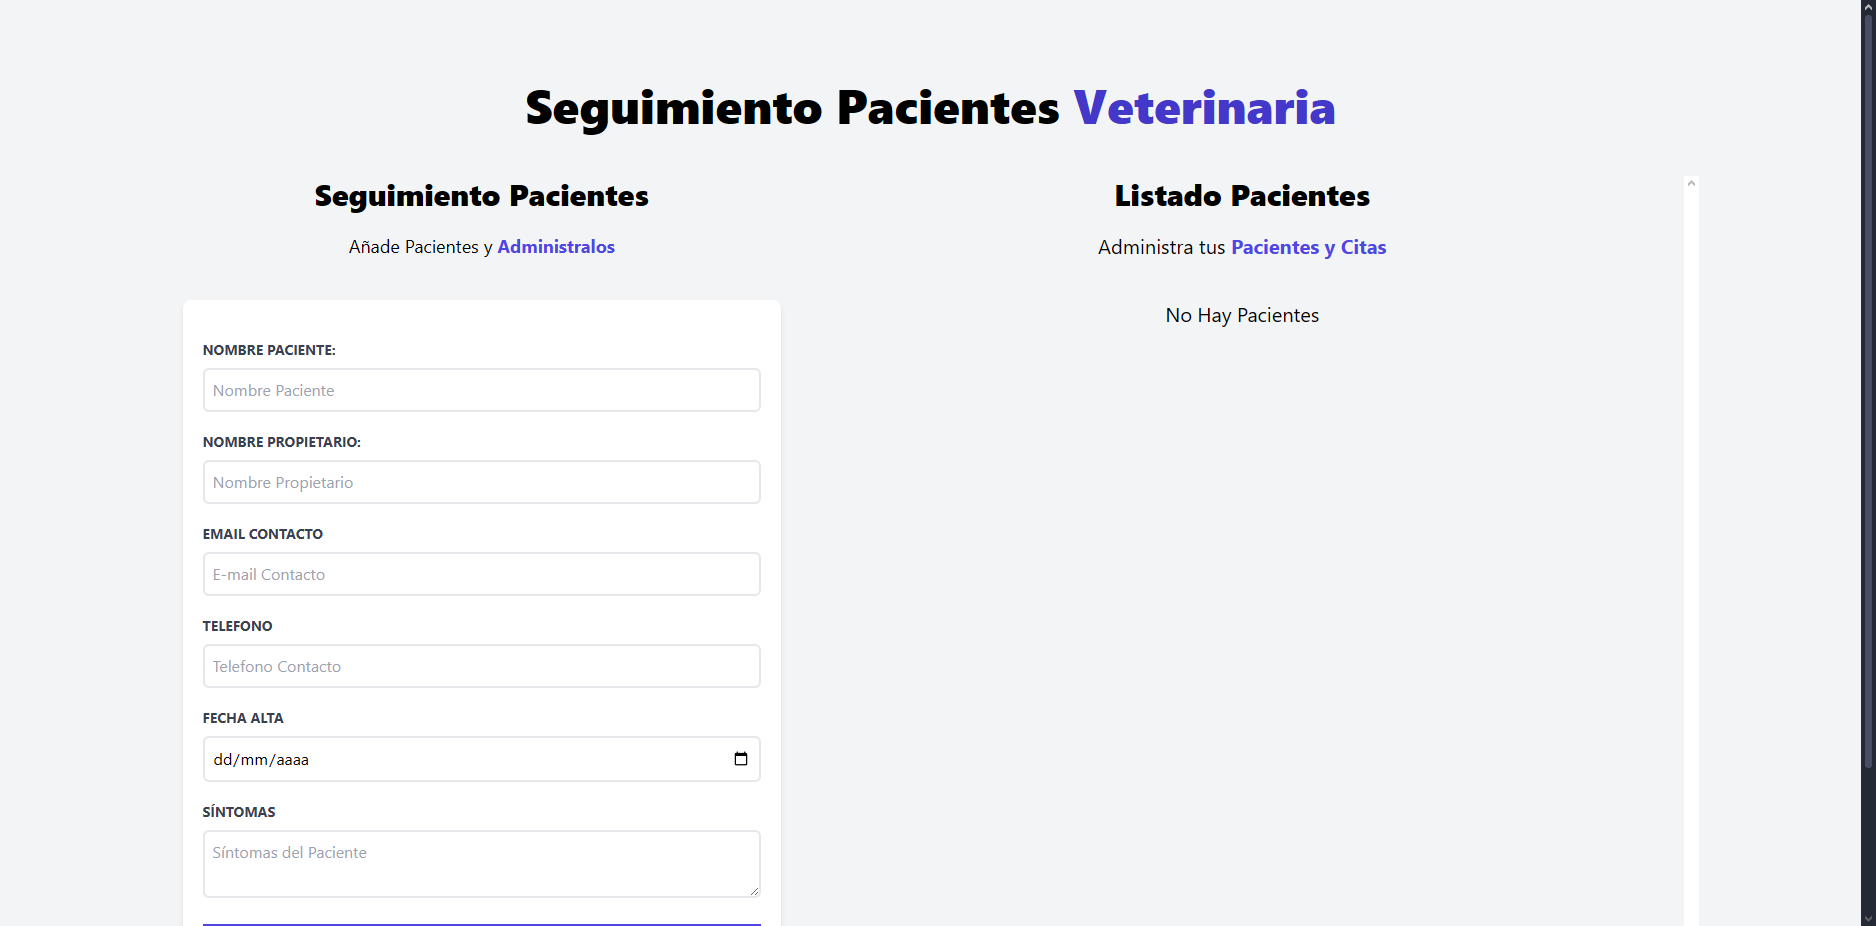 Seguimiento Pacientes Veterinaria
Seguimiento Pacientes
Añade Pacientes y Administralos
NOMBRE PACIENTE:
Nombre Paciente
NOMBRE PROPIETARIO:
Nombre Propietario
EMAIL CONTACTO
E-mail Contacto
TELEFONO
Telefono Contacto
FECHA ALTA
dd/mm/aaaa
SÍNTOMAS
Síntomas del Paciente
Listado Pacientes
Administra tus Pacientes y Citas
No Hay Pacientes